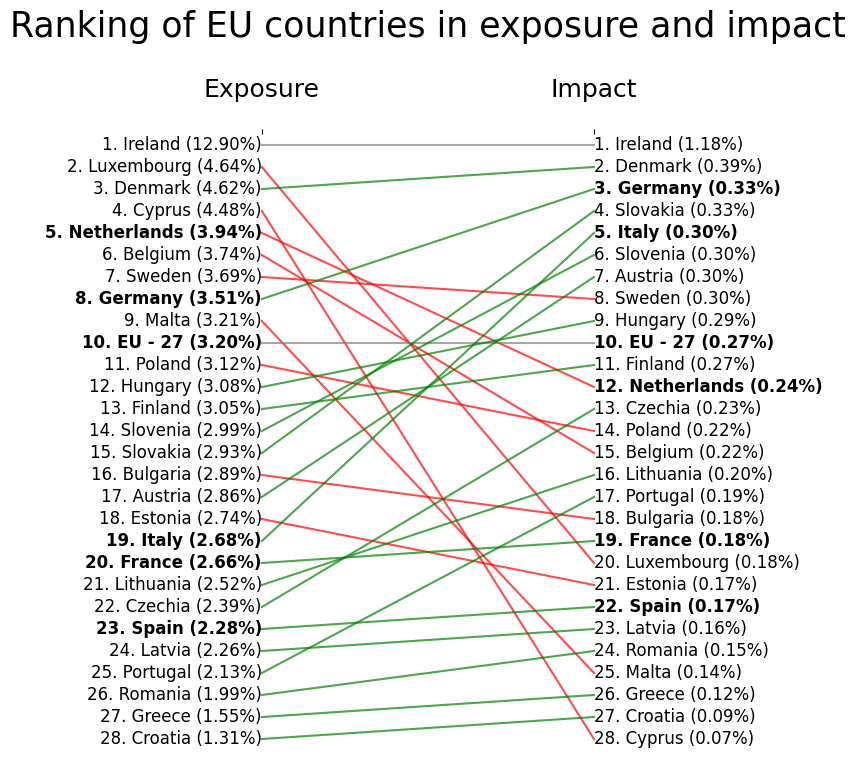 Ranking of EU countries in exposure and impact
Exposure
Impact
1. Ireland (12.90%)
2. Luxembourg (4.64%)
3. Denmark (4.62%)
4. Cyprus (4.48%)
5. Netherlands (3.94%)
6. Belgium (3.74%)
7. Sweden (3.69%)
8. Germany (3.51%)
9. Malta (3.21%)
10. EU - 27 (3.20%)
11. Poland (3.12%)
12. Hungary (3.08%)
13. Finland (3.05%)
14. Slovenia (2.99%)
15. Slovakia (2.93%)
16. Bulgaria (2.89%)
17. Austria (2.86%)
18. Estonia (2.74%)
19. Italy (2.68%)
20. France (2.66%)
21. Lithuania (2.52%)
22. Czechia (2.39%)
23. Spain (2.28%)
24. Latvia (2.26%)
25. Portugal (2.13%)
26. Romania (1.99%)
27. Greece (1.55%)
28. Croatia (1.31%)
1. Ireland (1.18%)
2. Denmark (0.39%)
3. Germany (0.33%)
4. Slovakia (0.33%)
5. Italy (0.30%)
6. Slovenia (0.30%)
7. Austria (0.30%)
8. Sweden (0.30%)
9. Hungary (0.29%)
10. EU - 27 (0.27%)
11. Finland (0.27%)
12. Netherlands (0.24%)
13. Czechia (0.23%)
14. Poland (0.22%)
15. Belgium (0.22%)
16. Lithuania (0.20%)
17. Portugal (0.19%)
18. Bulgaria (0.18%)
19. France (0.18%)
20. Luxembourg (0.18%)
21. Estonia (0.17%)
22. Spain (0.17%)
23. Latvia (0.16%)
24. Romania (0.15%)
25. Malta (0.14%)
26. Greece (0.12%)
27. Croatia (0.09%)
28. Cyprus (0.07%)